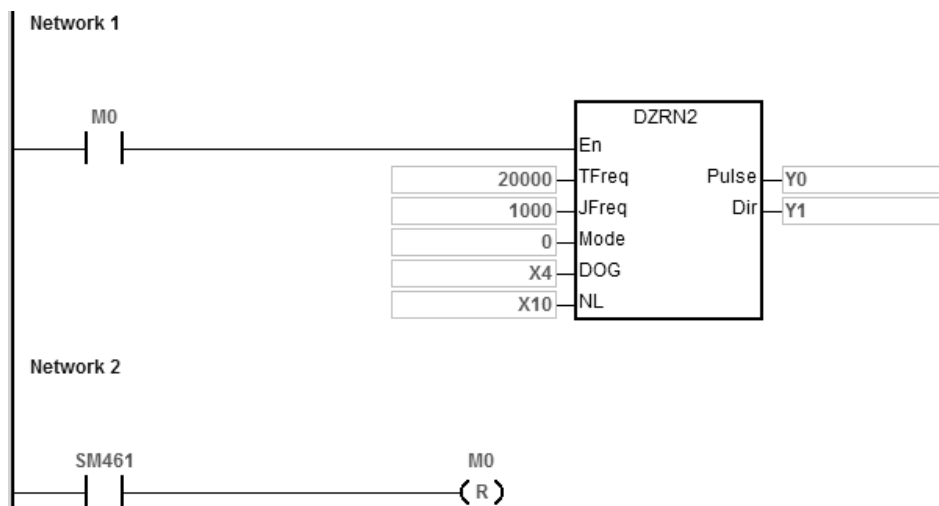 Network 1
M0
DZRN2
En
20000 TFreq Pulse Y0
1000 JFreq Dir Y1
0 Mode
X4 DOG
X10 NL
Network 2
SM461 M0
R